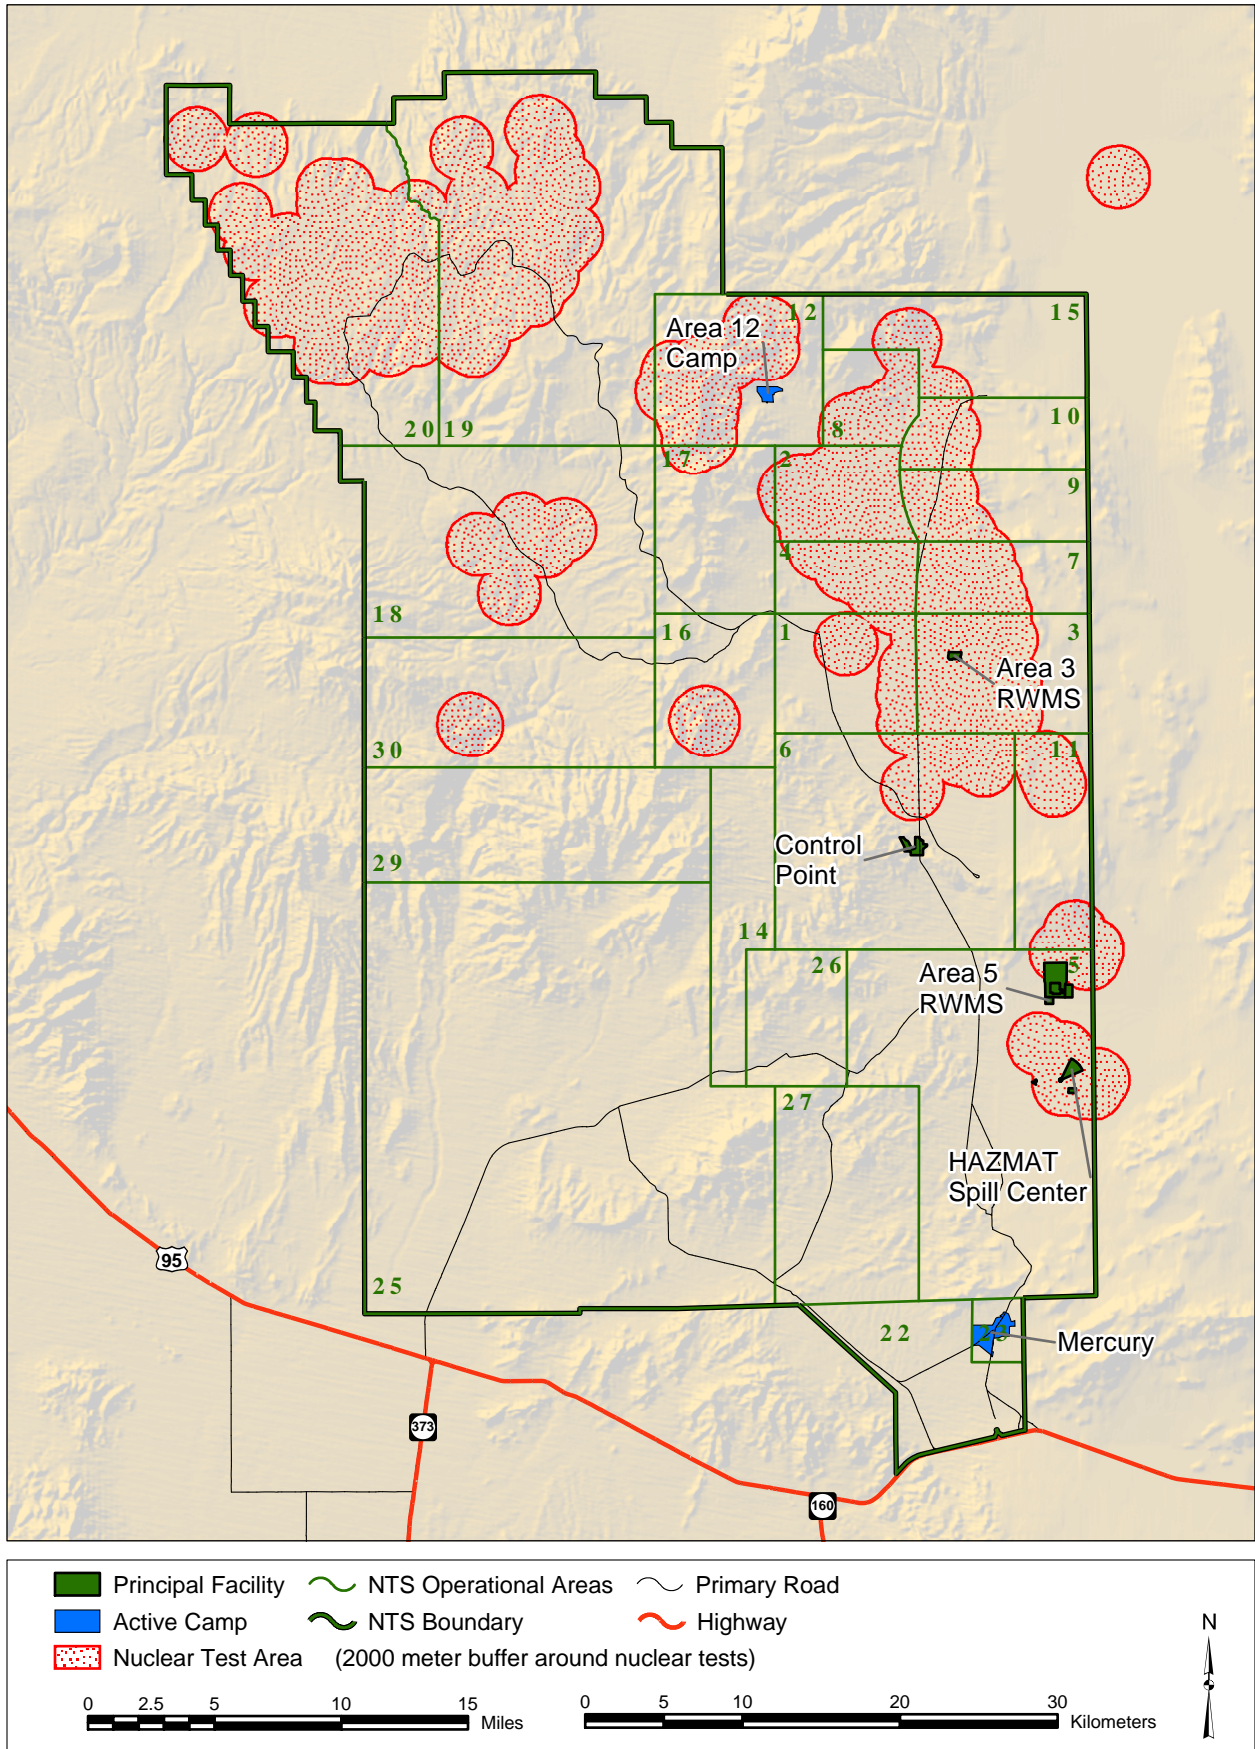 12
15
Area 12
Camp
10
20
19
8
17
2
9
4
7
18
16
1
3
Area 3
RWMS
30
6
11
Control
Point
29
14
26
5
Area 5
RWMS
27
HAZMAT
Spill Center
95
25
22
23
Mercury
373
160
Principal Facility
NTS Operational Areas
Primary Road
Active Camp
NTS Boundary
Highway
Nuclear Test Area (2000 meter buffer around nuclear tests)
N
0 2.5 5 10 15
Miles
0 5 10 20 30
Kilometers